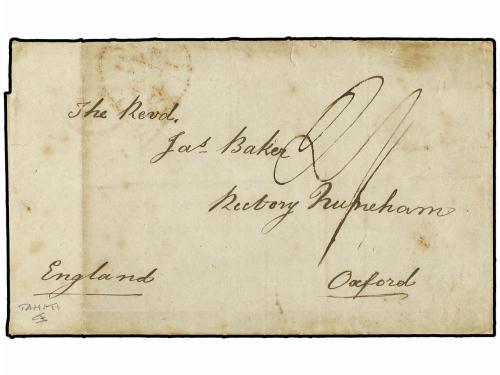 The Revd.
Jas Baker
Rectory Nuneham
England
Oxford
TAHITI